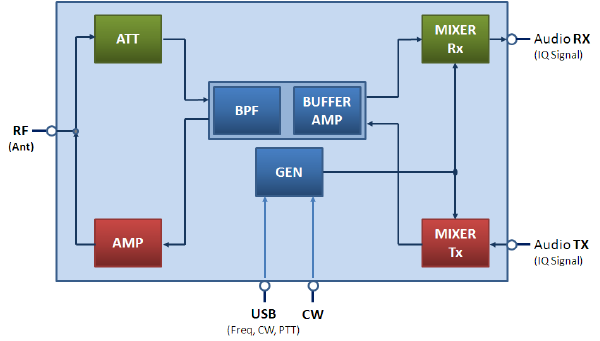 ATT
MIXER
Rx
Audio RX
(IQ Signal)
BPF
BUFFER
AMP
RF
(Ant)
GEN
AMP
MIXER
Tx
Audio TX
(IQ Signal)
USB
(Freq, CW, PTT)
CW